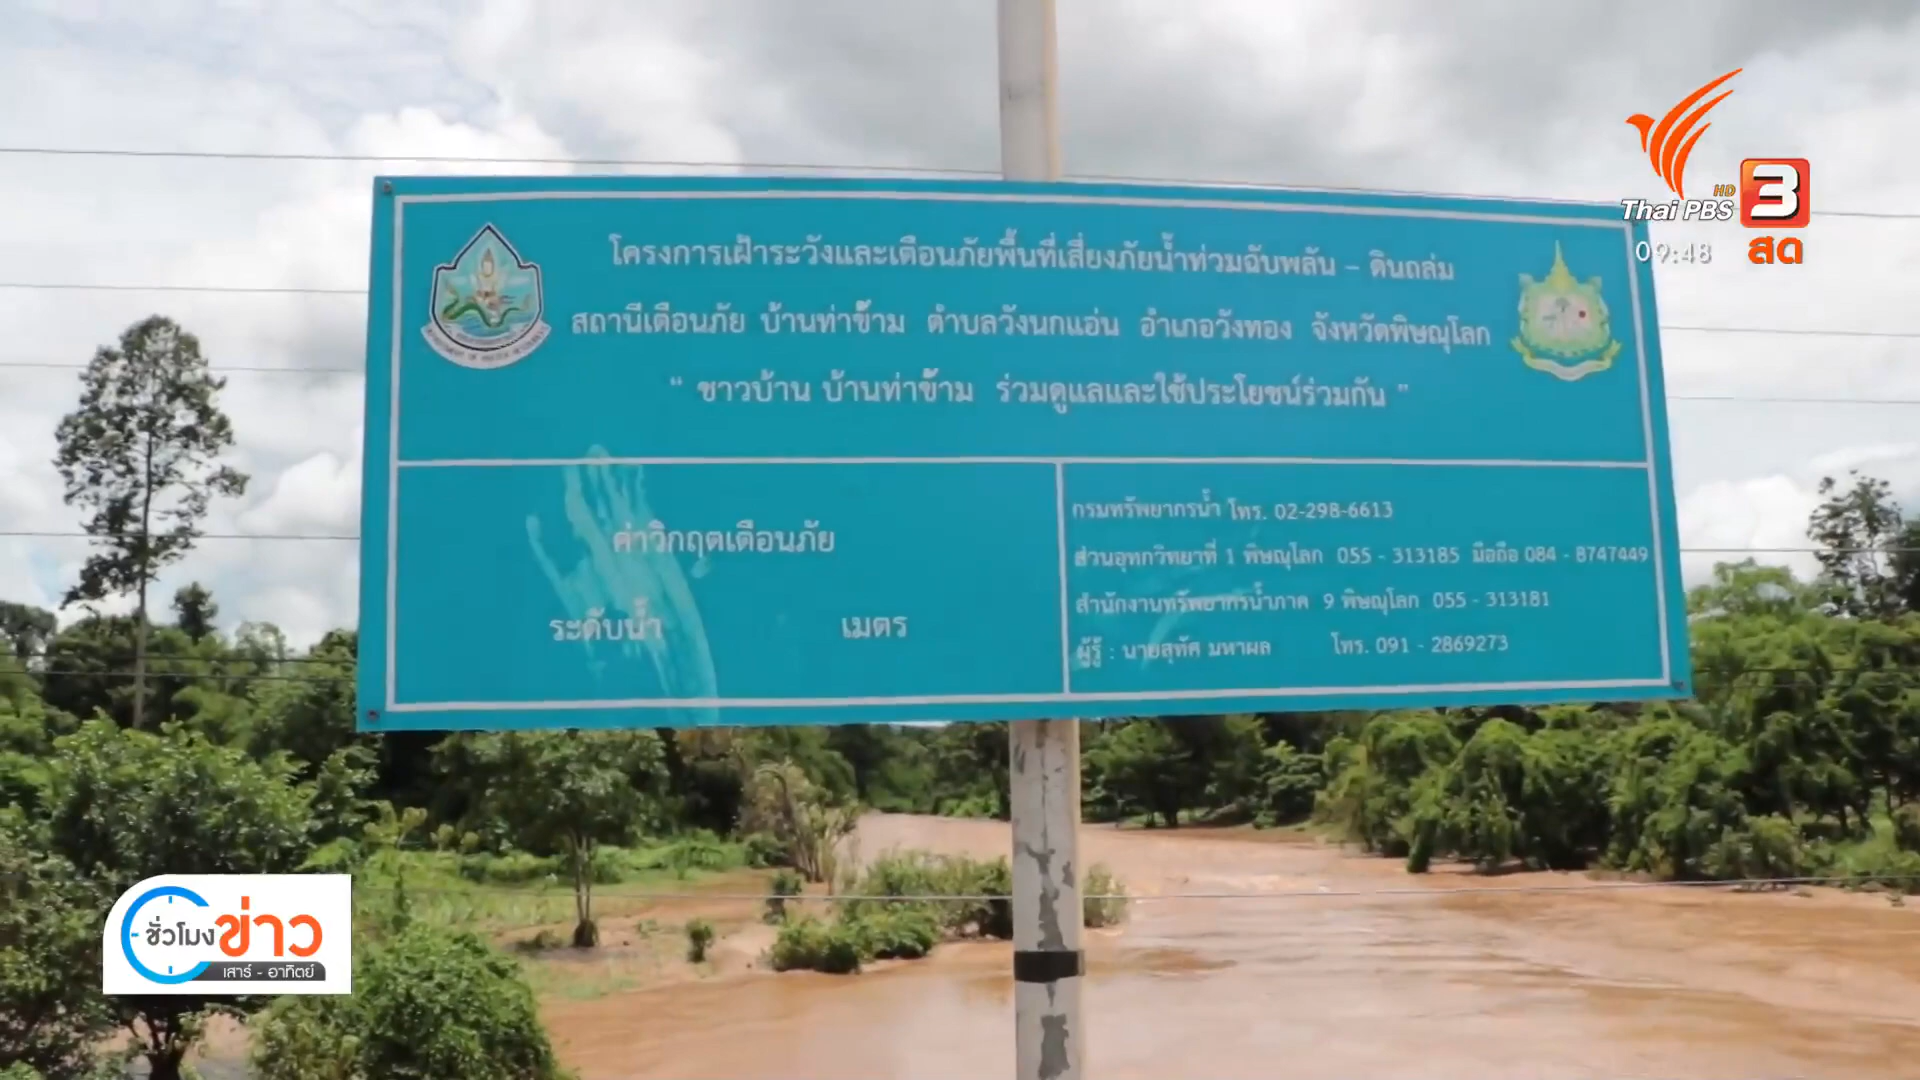 โครงการเฝ้าระวังและเตือนภัยพื้นที่เสี่ยงภัยน้ำท่วมฉับพลัน – ดินถล่ม
สถานีเตือนภัย บ้านท่าข้าม ตำบลวังนกแอ่น อำเภอวังทอง จังหวัดพิษณุโลก
“ ชาวบ้าน บ้านท่าข้าม ร่วมดูแลและใช้ประโยชน์ร่วมกัน ”
ค่าวิกฤตเตือนภัย
ระดับน้ำ เมตร
กรมทรัพยากรน้ำ โทร. 02-298-6613
ส่วนอุทกวิทยาที่ 1 พิษณุโลก 055 - 313185 มือถือ 084 - 8747449
สำนักงานทรัพยากรน้ำภาค 9 พิษณุโลก 055 - 313181
ผู้รู้ : นายสุทัศ มหาผล โทร. 091 - 2869273
Thai PBS HD 3
09:48 สด
ชั่วโมง ข่าว
เสาร์ - อาทิตย์